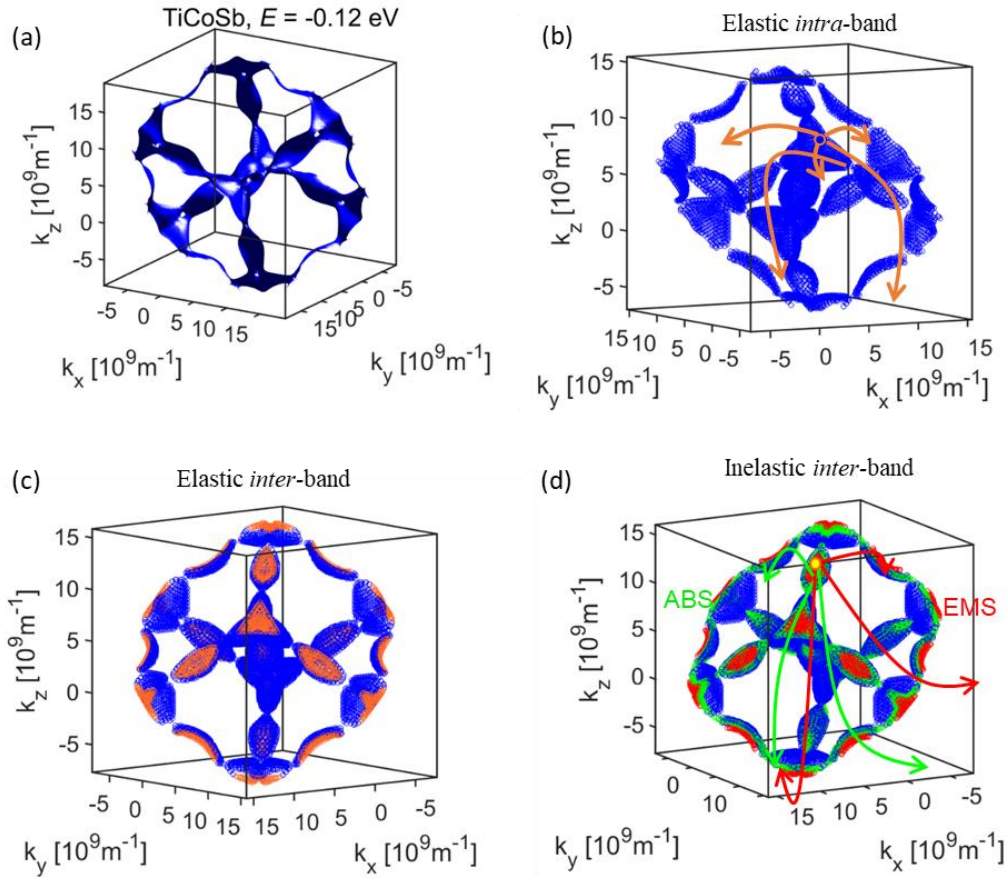 (a)
TiCoSb, E = -0.12 eV
15
10
5
0
-5
k_z [10^9m^-1]
-5 0 5 10 15
k_x [10^9m^-1]
15 10 5 0 -5
k_y [10^9m^-1]
(b)
Elastic intra-band
15
10
5
0
-5
k_z [10^9m^-1]
15 10 5 0 -5
k_y [10^9m^-1]
-5 0 5 10 15
k_x [10^9m^-1]
(c)
Elastic inter-band
15
10
5
0
-5
k_z [10^9m^-1]
-5 0 5 10 15
k_y [10^9m^-1]
15 10 5 0 -5
k_x [10^9m^-1]
(d)
Inelastic inter-band
ABS
EMS
15
10
5
0
-5
k_z [10^9m^-1]
0 10
k_y [10^9m^-1]
15 10 5 0 -5
k_x [10^9m^-1]